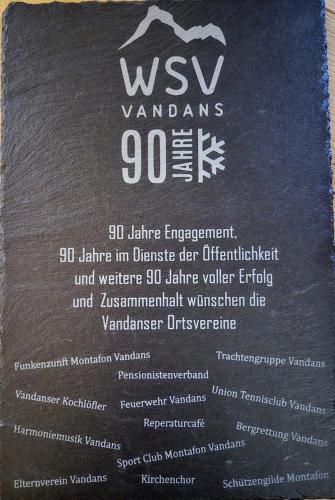 WSV
VANDANS
90 JAHRE
90 Jahre Engagement,
90 Jahre im Dienste der Öffentlichkeit
und weitere 90 Jahre voller Erfolg
und Zusammenhalt wünschen die
Vandanser Ortsvereine
Funkenzunft Montafon Vandans
Trachtengruppe Vandans
Pensionistenverband
Vandanser Kochlöfler
Feuerwehr Vandans
Union Tennisclub Vandans
Reperaturcafé
Harmoniemusik Vandans
Bergrettung Vandans
Sport Club Montafon Vandans
Elternverein Vandans
Kirchenchor
Schützengilde Montafon